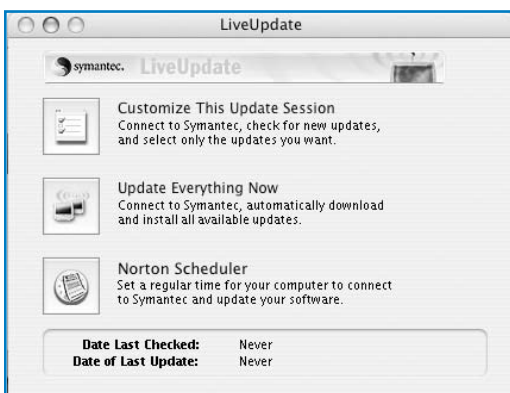 LiveUpdate
symantec. LiveUpdate
Customize This Update Session
Connect to Symantec, check for new updates,
and select only the updates you want.
Update Everything Now
Connect to Symantec, automatically download
and install all available updates.
Norton Scheduler
Set a regular time for your computer to connect
to Symantec and update your software.
Date Last Checked: Never
Date of Last Update: Never